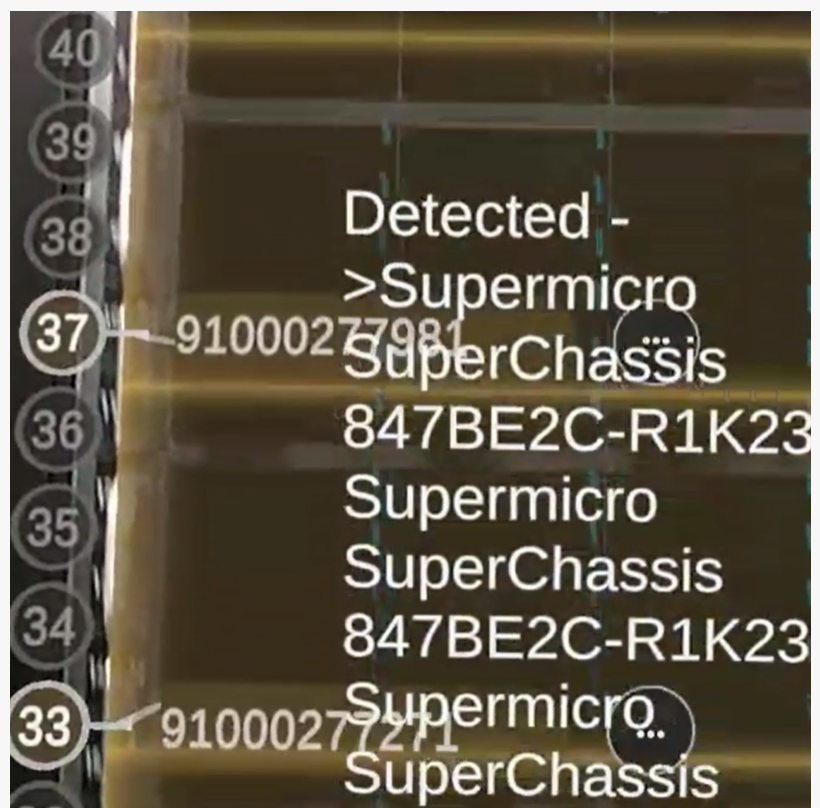 40
39
Detected -
38
>Supermicro
37
91000277981
SuperChassis
36
847BE2C-R1K23
Supermicro
35
SuperChassis
34
847BE2C-R1K23
Supermicro
33
91000277271
SuperChassis